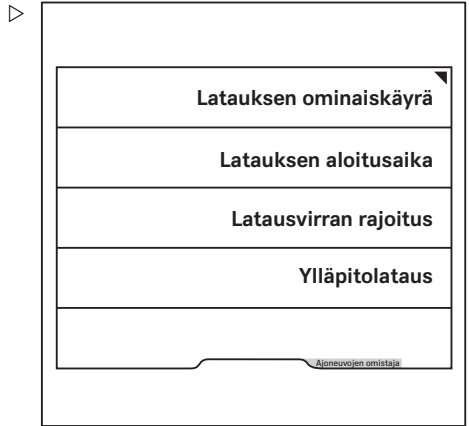 Latauksen ominaiskäyrä
Latauksen aloitusaika
Latausvirran rajoitus
Ylläpitolataus
Ajoneuvojen omistaja